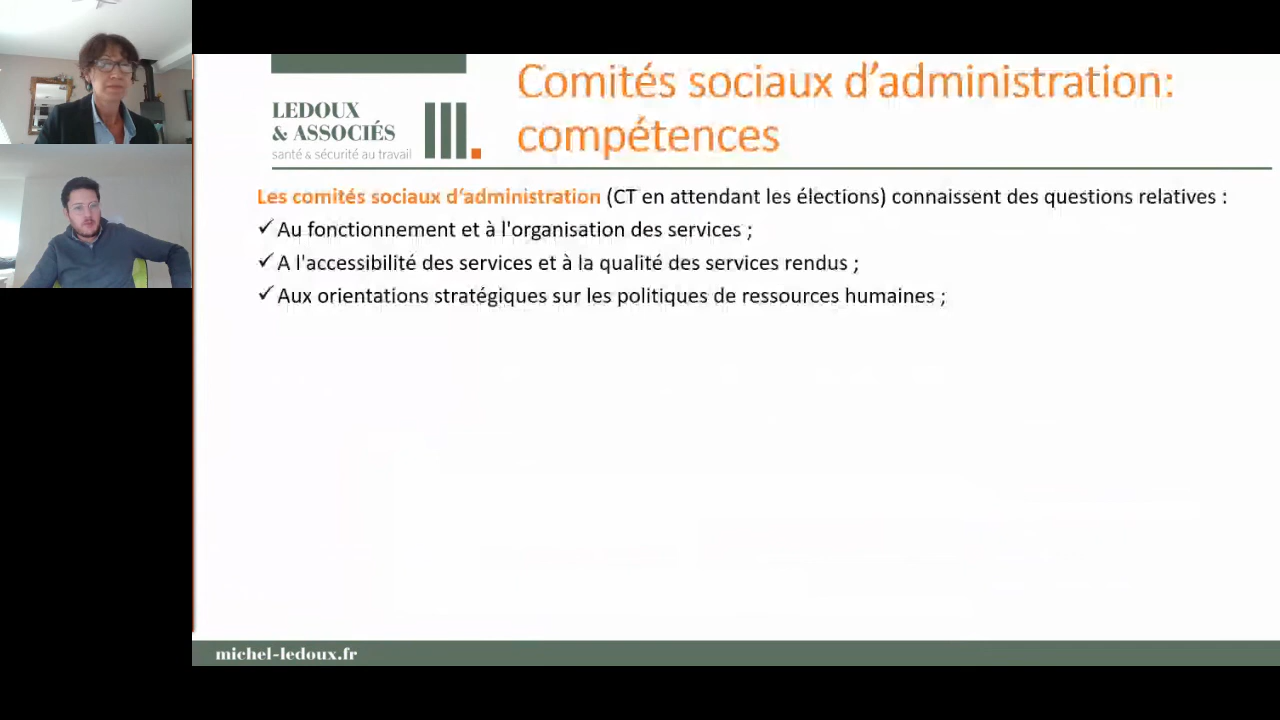 LEDOUX
& ASSOCIÉS
santé & sécurité au travail
Comités sociaux d’administration:
compétences
Les comités sociaux d’administration (CT en attendant les élections) connaissent des questions relatives :
✓ Au fonctionnement et à l'organisation des services ;
✓ A l'accessibilité des services et à la qualité des services rendus ;
✓ Aux orientations stratégiques sur les politiques de ressources humaines ;
michel-ledoux.fr